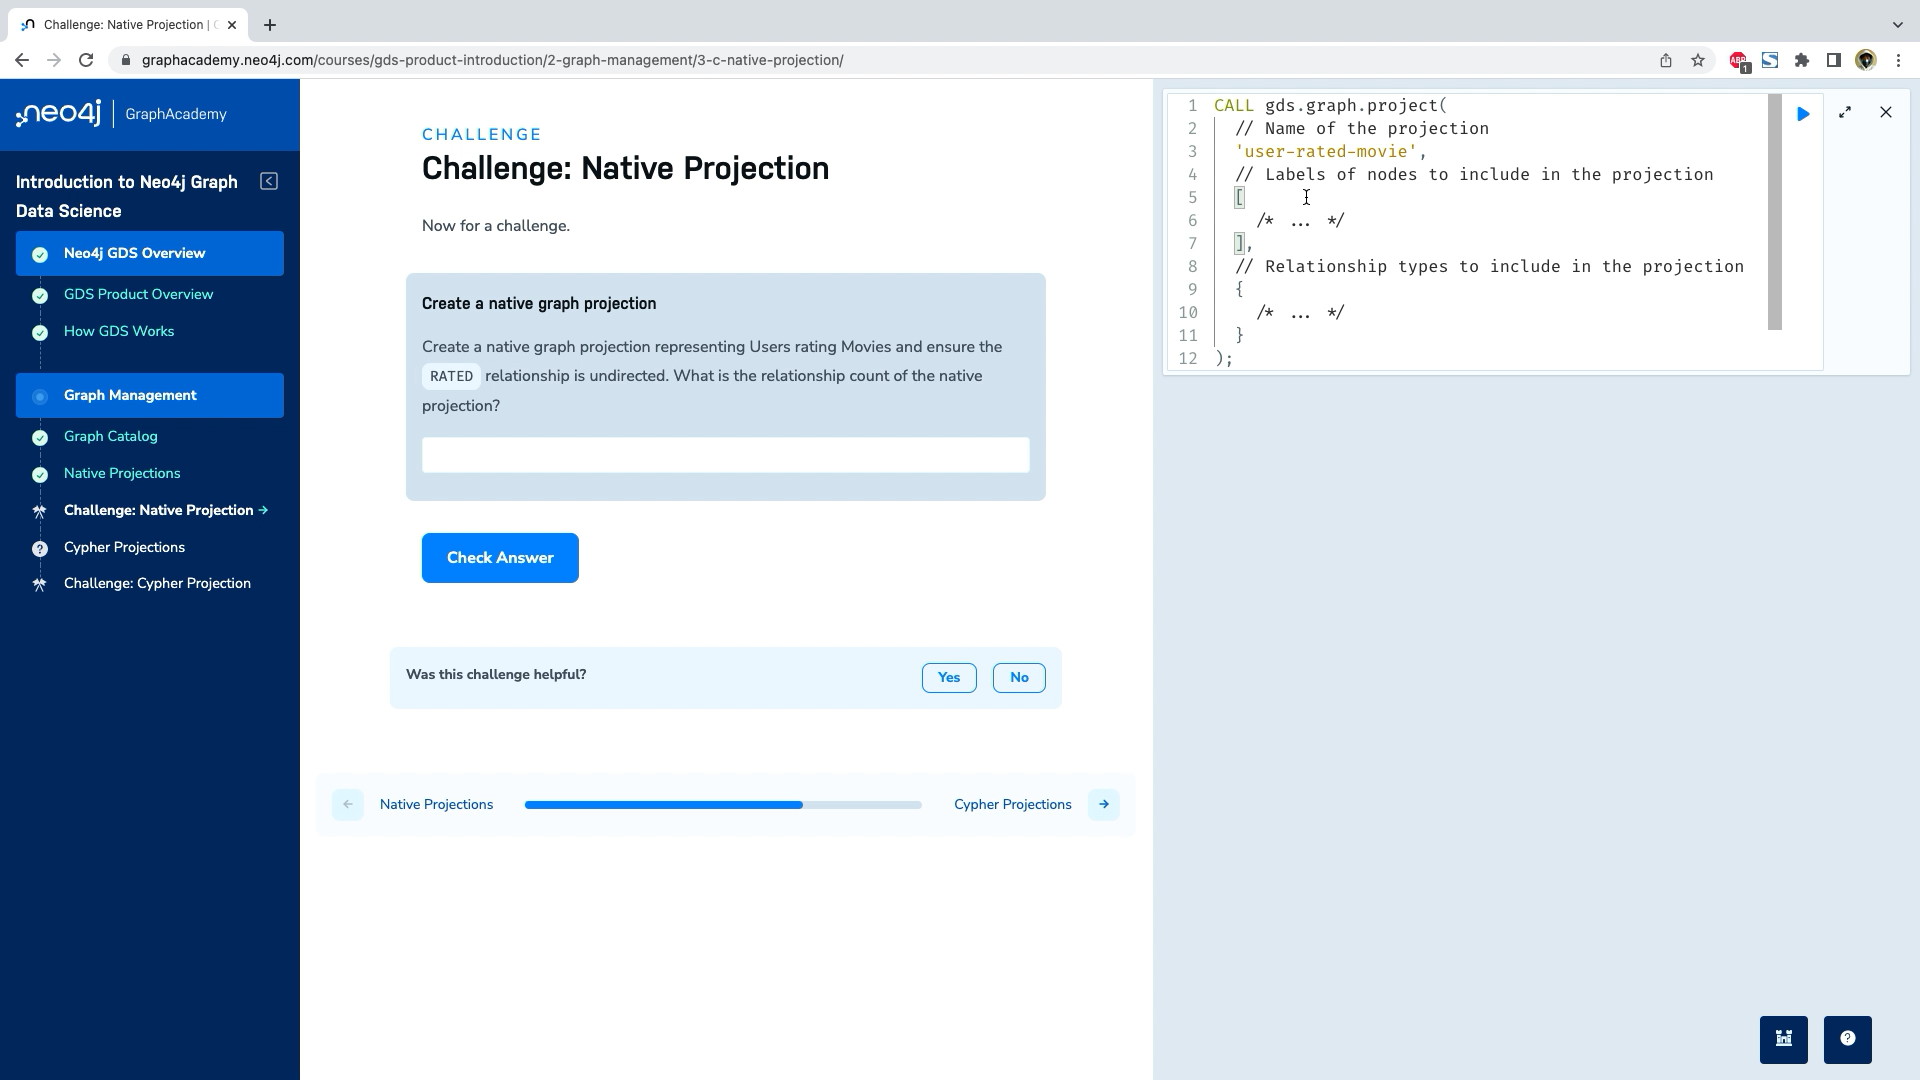 Challenge: Native Projection |
graphacademy.neo4j.com/courses/gds-product-introduction/2-graph-management/3-c-native-projection/
ABP
1
neo4j | GraphAcademy
Introduction to Neo4j Graph
Data Science
Neo4j GDS Overview
GDS Product Overview
How GDS Works
Graph Management
Graph Catalog
Native Projections
Challenge: Native Projection →
Cypher Projections
Challenge: Cypher Projection
CHALLENGE
Challenge: Native Projection
Now for a challenge.
Create a native graph projection
Create a native graph projection representing Users rating Movies and ensure the
RATED relationship is undirected. What is the relationship count of the native
projection?
Check Answer
Was this challenge helpful?
Yes
No
Native Projections
Cypher Projections
1 CALL gds.graph.project(
2 // Name of the projection
3 'user-rated-movie',
4 // Labels of nodes to include in the projection
5 [
6 /* ... */
7 ],
8 // Relationship types to include in the projection
9 {
10 /* ... */
11 }
12 );